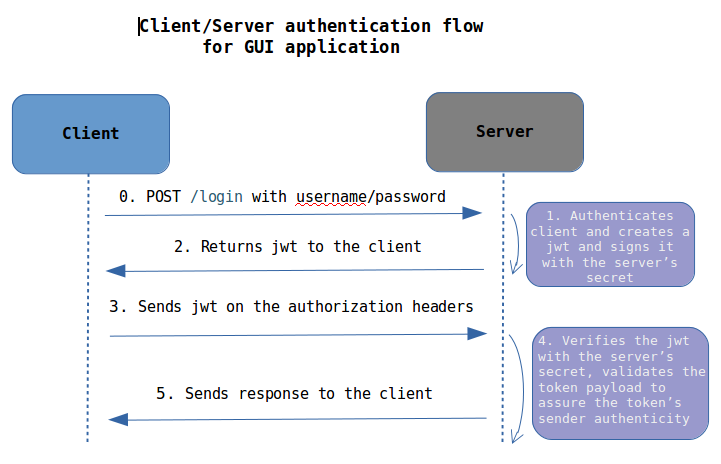 Client/Server authentication flow
for GUI application
Client
Server
0. POST /login with username/password
1. Authenticates
client and creates a
jwt and signs it
with the server’s
secret
2. Returns jwt to the client
3. Sends jwt on the authorization headers
4. Verifies the jwt
with the server’s
secret, validates the
token payload to
assure the token’s
sender authenticity
5. Sends response to the client